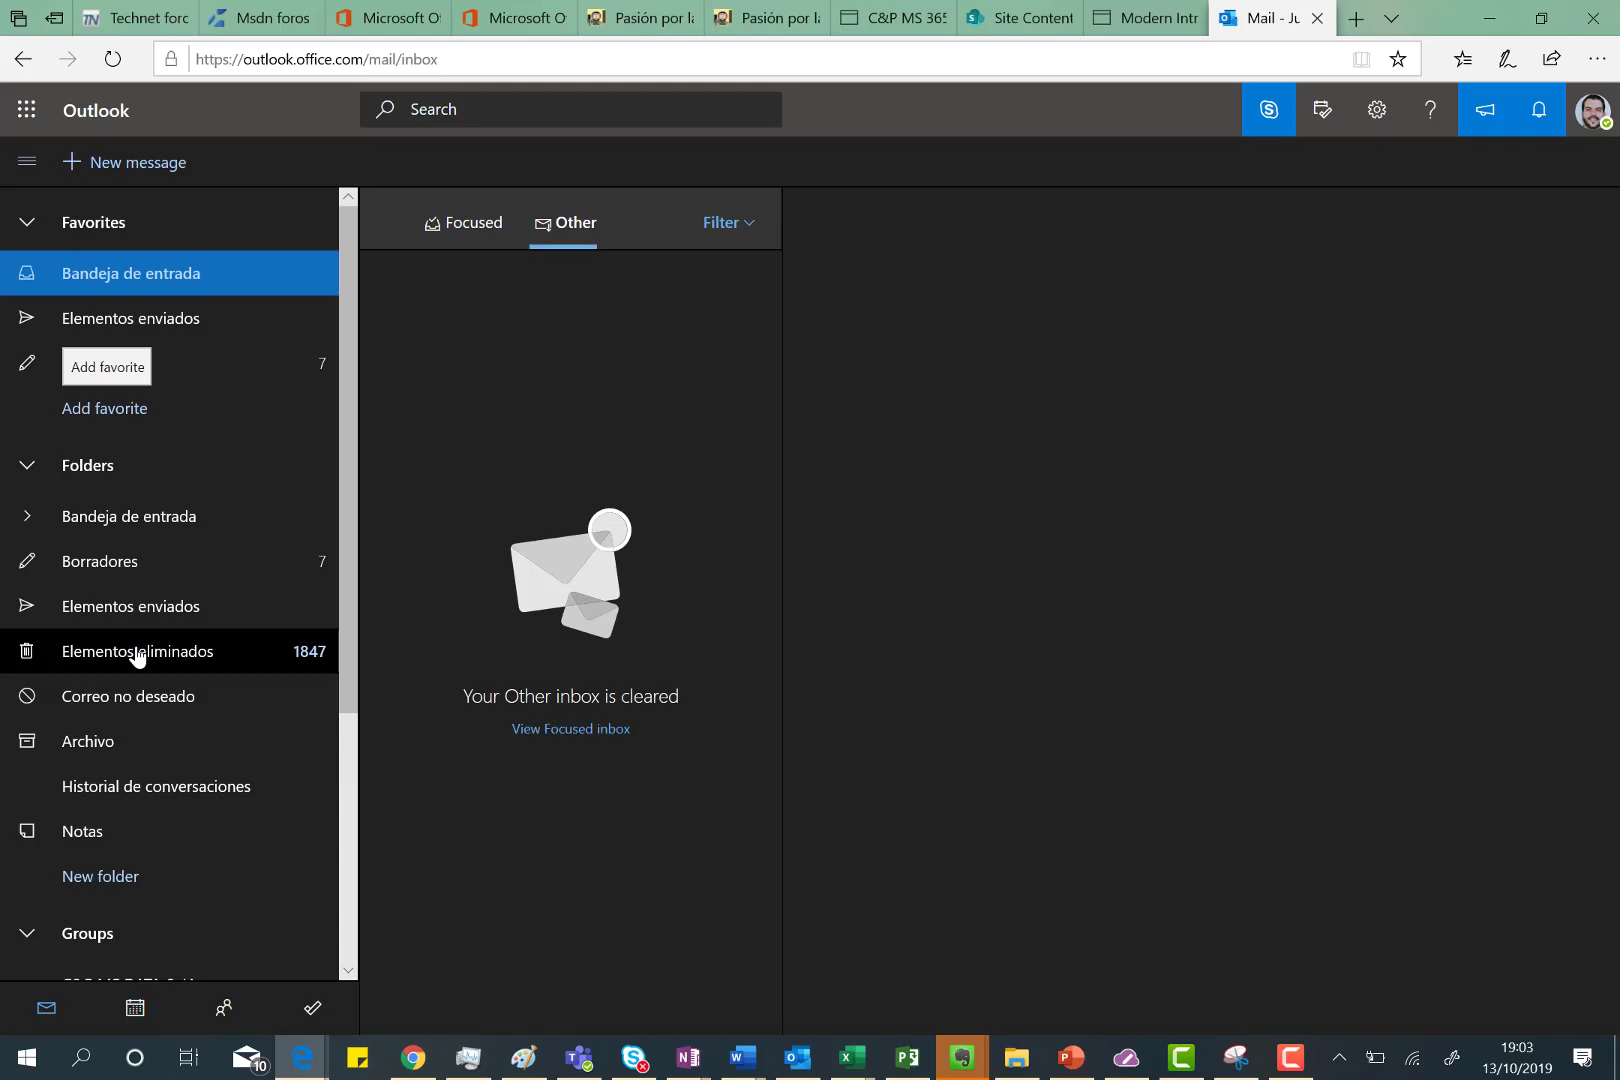 Technet forc
Msdn foros
Microsoft Of
Microsoft O
Pasión por la
Pasión por la
C&P MS 365
Site Content
Modern Intr
Mail - Ju
https://outlook.office.com/mail/inbox
Outlook
Search
New message
Favorites
Bandeja de entrada
Elementos enviados
Add favorite
7
Add favorite
Folders
Bandeja de entrada
Borradores 7
Elementos enviados
Elementos eliminados 1847
Correo no deseado
Archivo
Historial de conversaciones
Notas
New folder
Groups
Focused
Other
Filter
Your Other inbox is cleared
View Focused inbox
10
19:03
13/10/2019